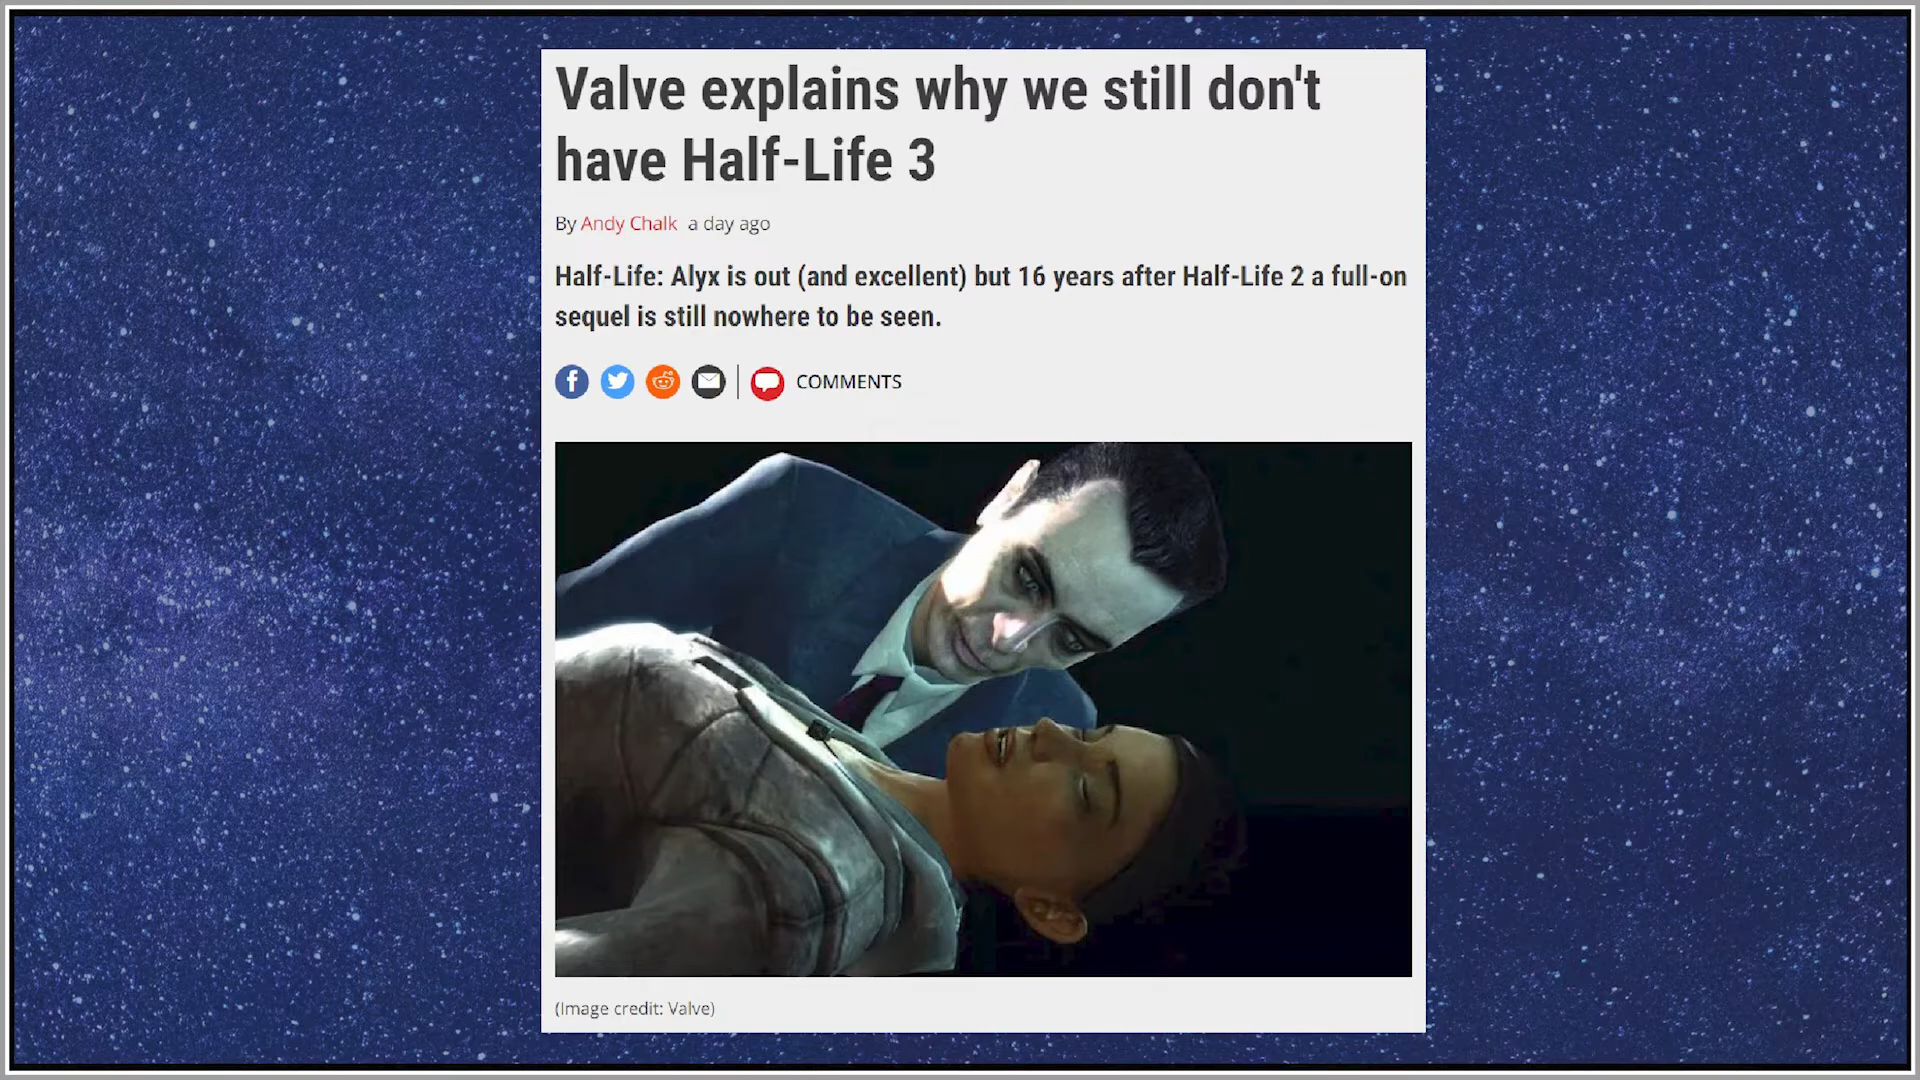 Valve explains why we still don't
have Half-Life 3
By Andy Chalk a day ago
Half-Life: Alyx is out (and excellent) but 16 years after Half-Life 2 a full-on
sequel is still nowhere to be seen.
COMMENTS
(Image credit: Valve)